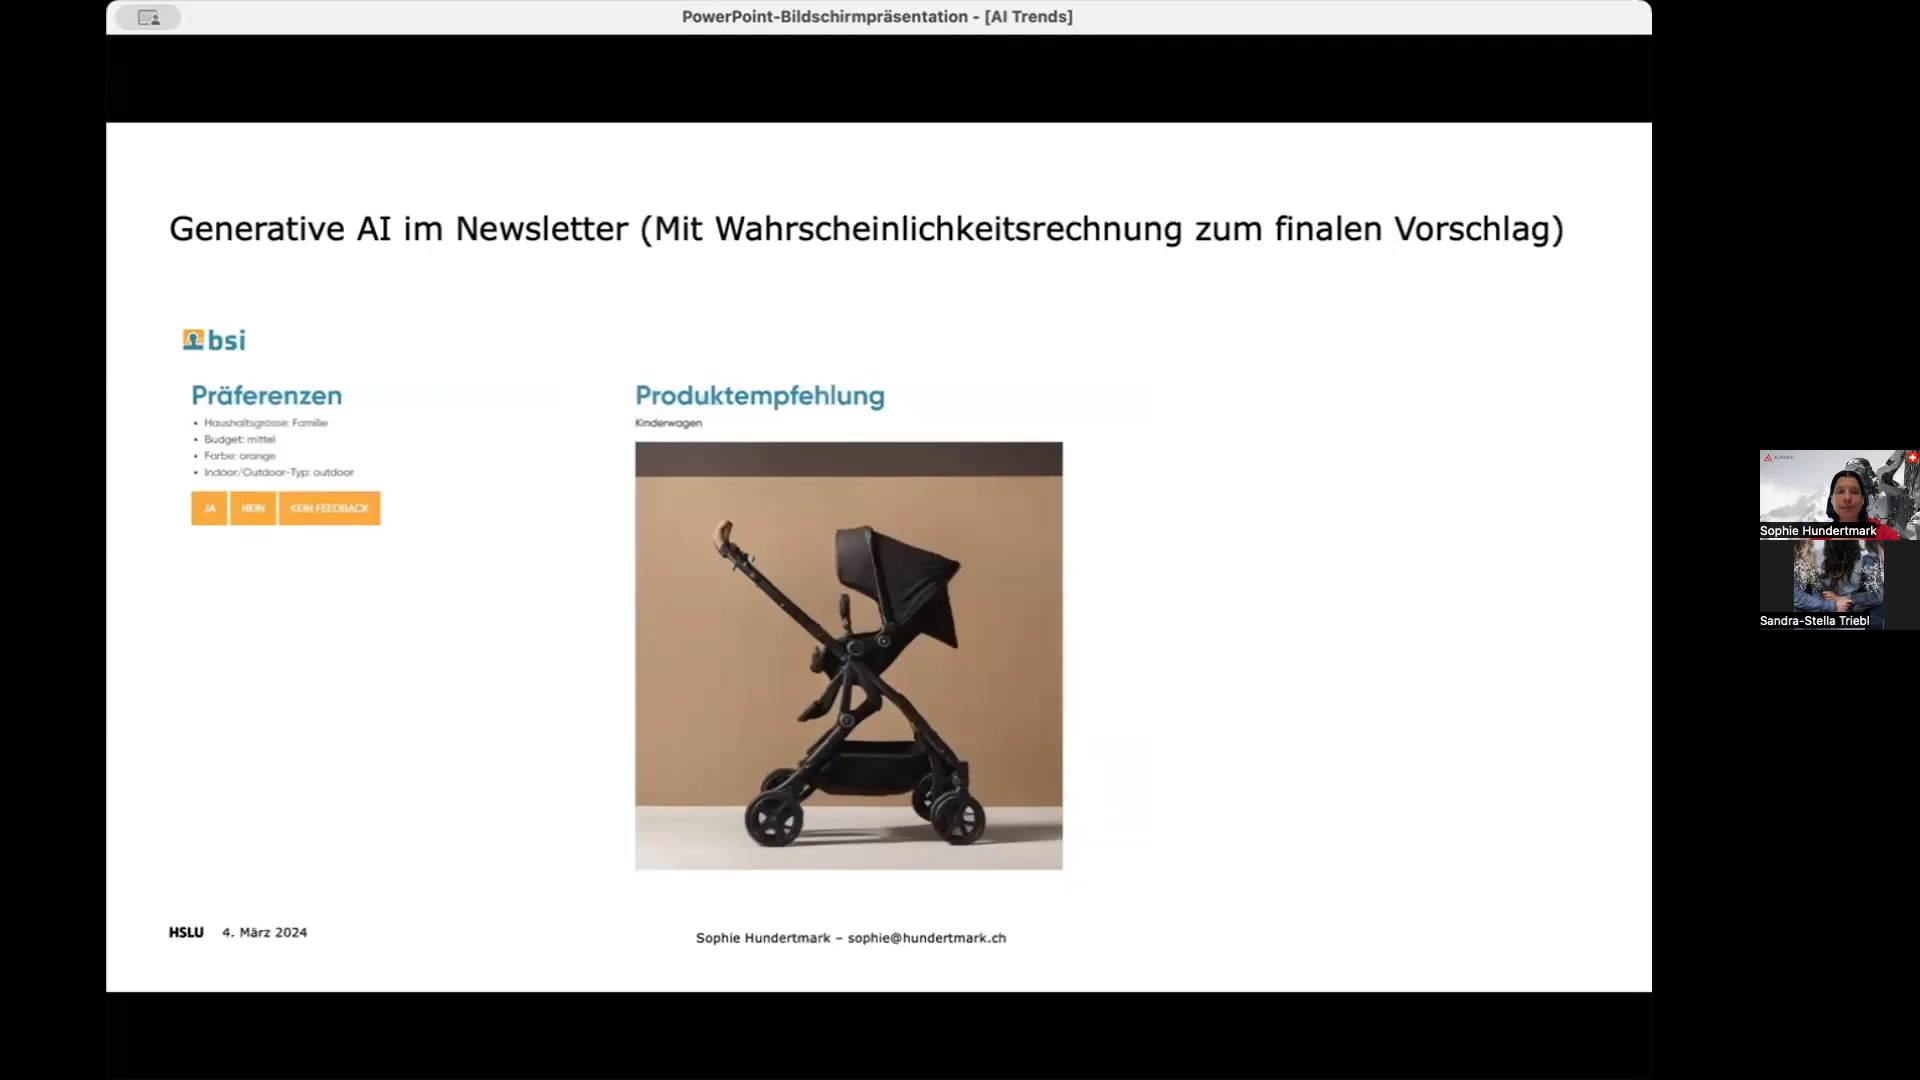 PowerPoint-Bildschirmpräsentation - [AI Trends]
Generative AI im Newsletter (Mit Wahrscheinlichkeitsrechnung zum finalen Vorschlag)
bsi
Präferenzen
• Haushaltsgrösse: Familie
• Budget: mittel
• Farbe: orange
• Indoor/Outdoor-Typ: outdoor
JA NEIN KEIN FEEDBACK
Produktempfehlung
Kinderwagen
HSLU 4. März 2024
Sophie Hundertmark – sophie@hundertmark.ch
Sophie Hundertmark
Sandra-Stella Triebl